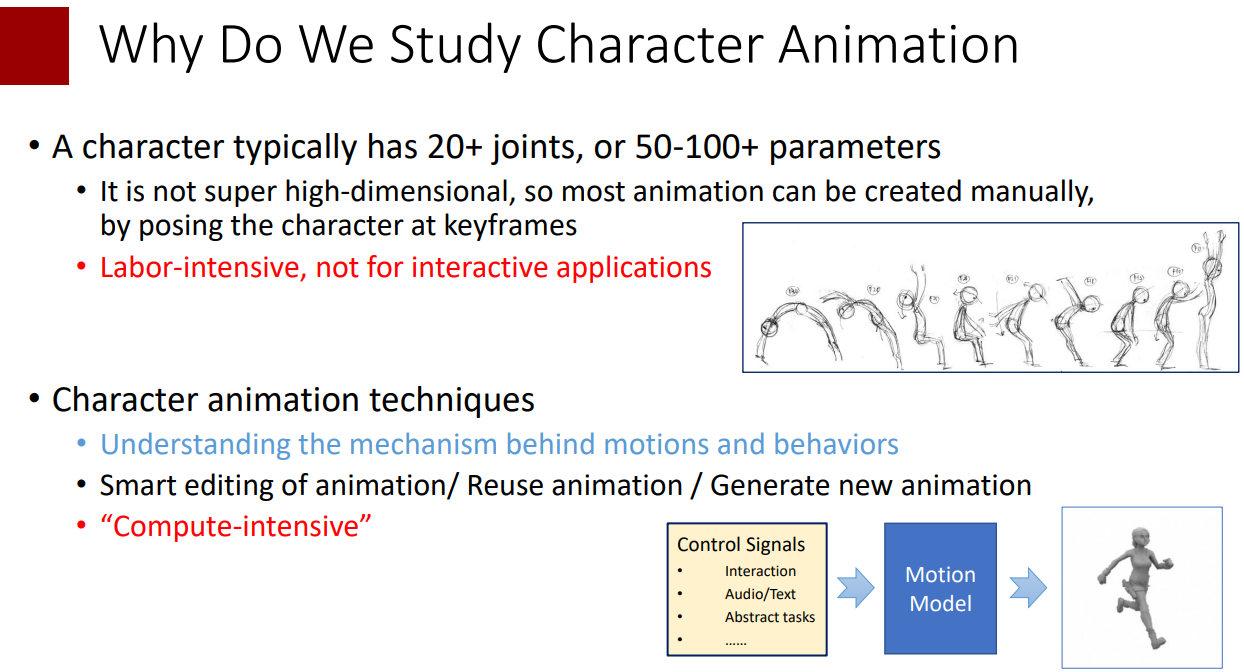 Why Do We Study Character Animation
• A character typically has 20+ joints, or 50-100+ parameters
• It is not super high-dimensional, so most animation can be created manually,
by posing the character at keyframes
• Labor-intensive, not for interactive applications
• Character animation techniques
• Understanding the mechanism behind motions and behaviors
• Smart editing of animation/ Reuse animation / Generate new animation
• “Compute-intensive”
Control Signals
• Interaction
• Audio/Text
• Abstract tasks
• ……
Motion
Model